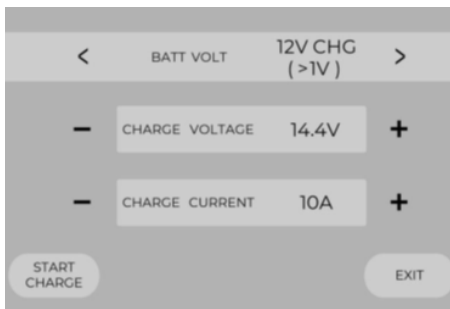 < BATT VOLT 12V CHG >
(>1V)
− CHARGE VOLTAGE 14.4V +
− CHARGE CURRENT 10A +
START
CHARGE
EXIT